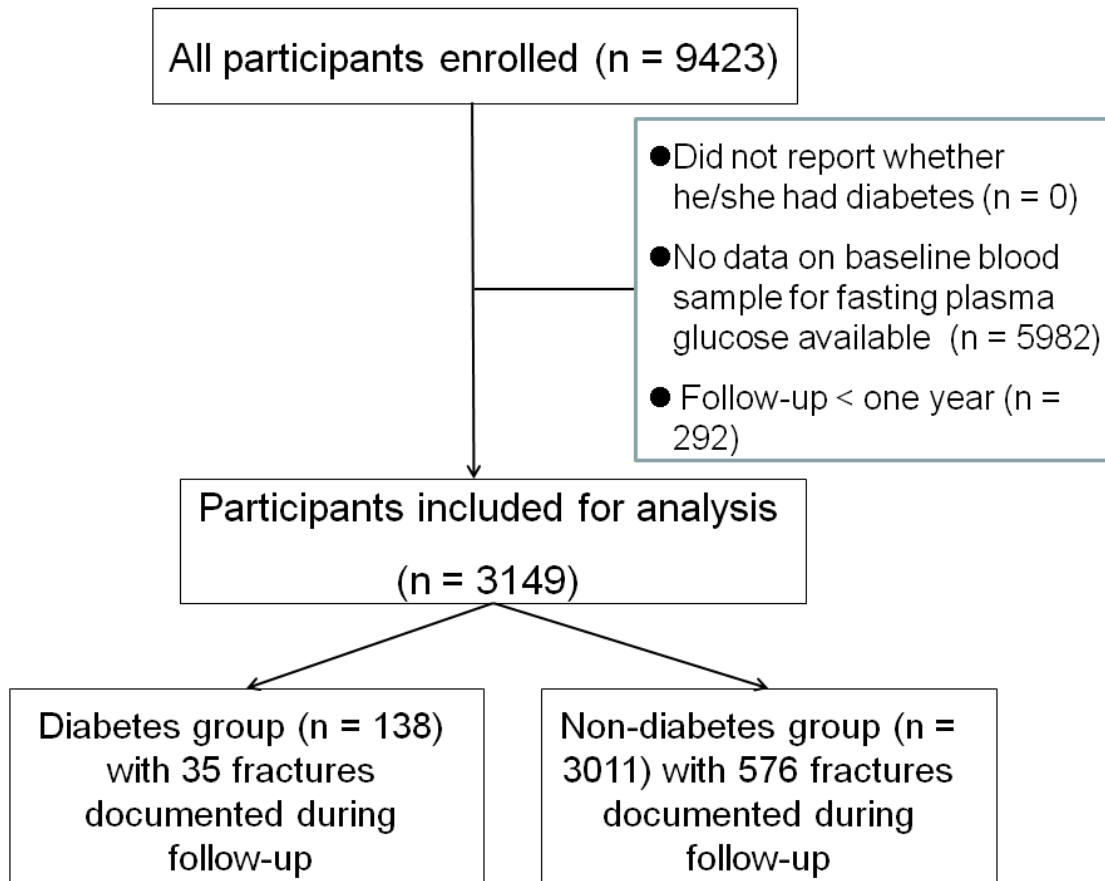 All participants enrolled (n = 9423)
●Did not report whether
he/she had diabetes (n = 0)
●No data on baseline blood
sample for fasting plasma
glucose available  (n = 5982)
● Follow-up < one year (n =
292)
Participants included for analysis
(n = 3149)
Diabetes group (n = 138)
with 35 fractures
documented during
follow-up
Non-diabetes group (n =
3011) with 576 fractures
documented during
follow-up